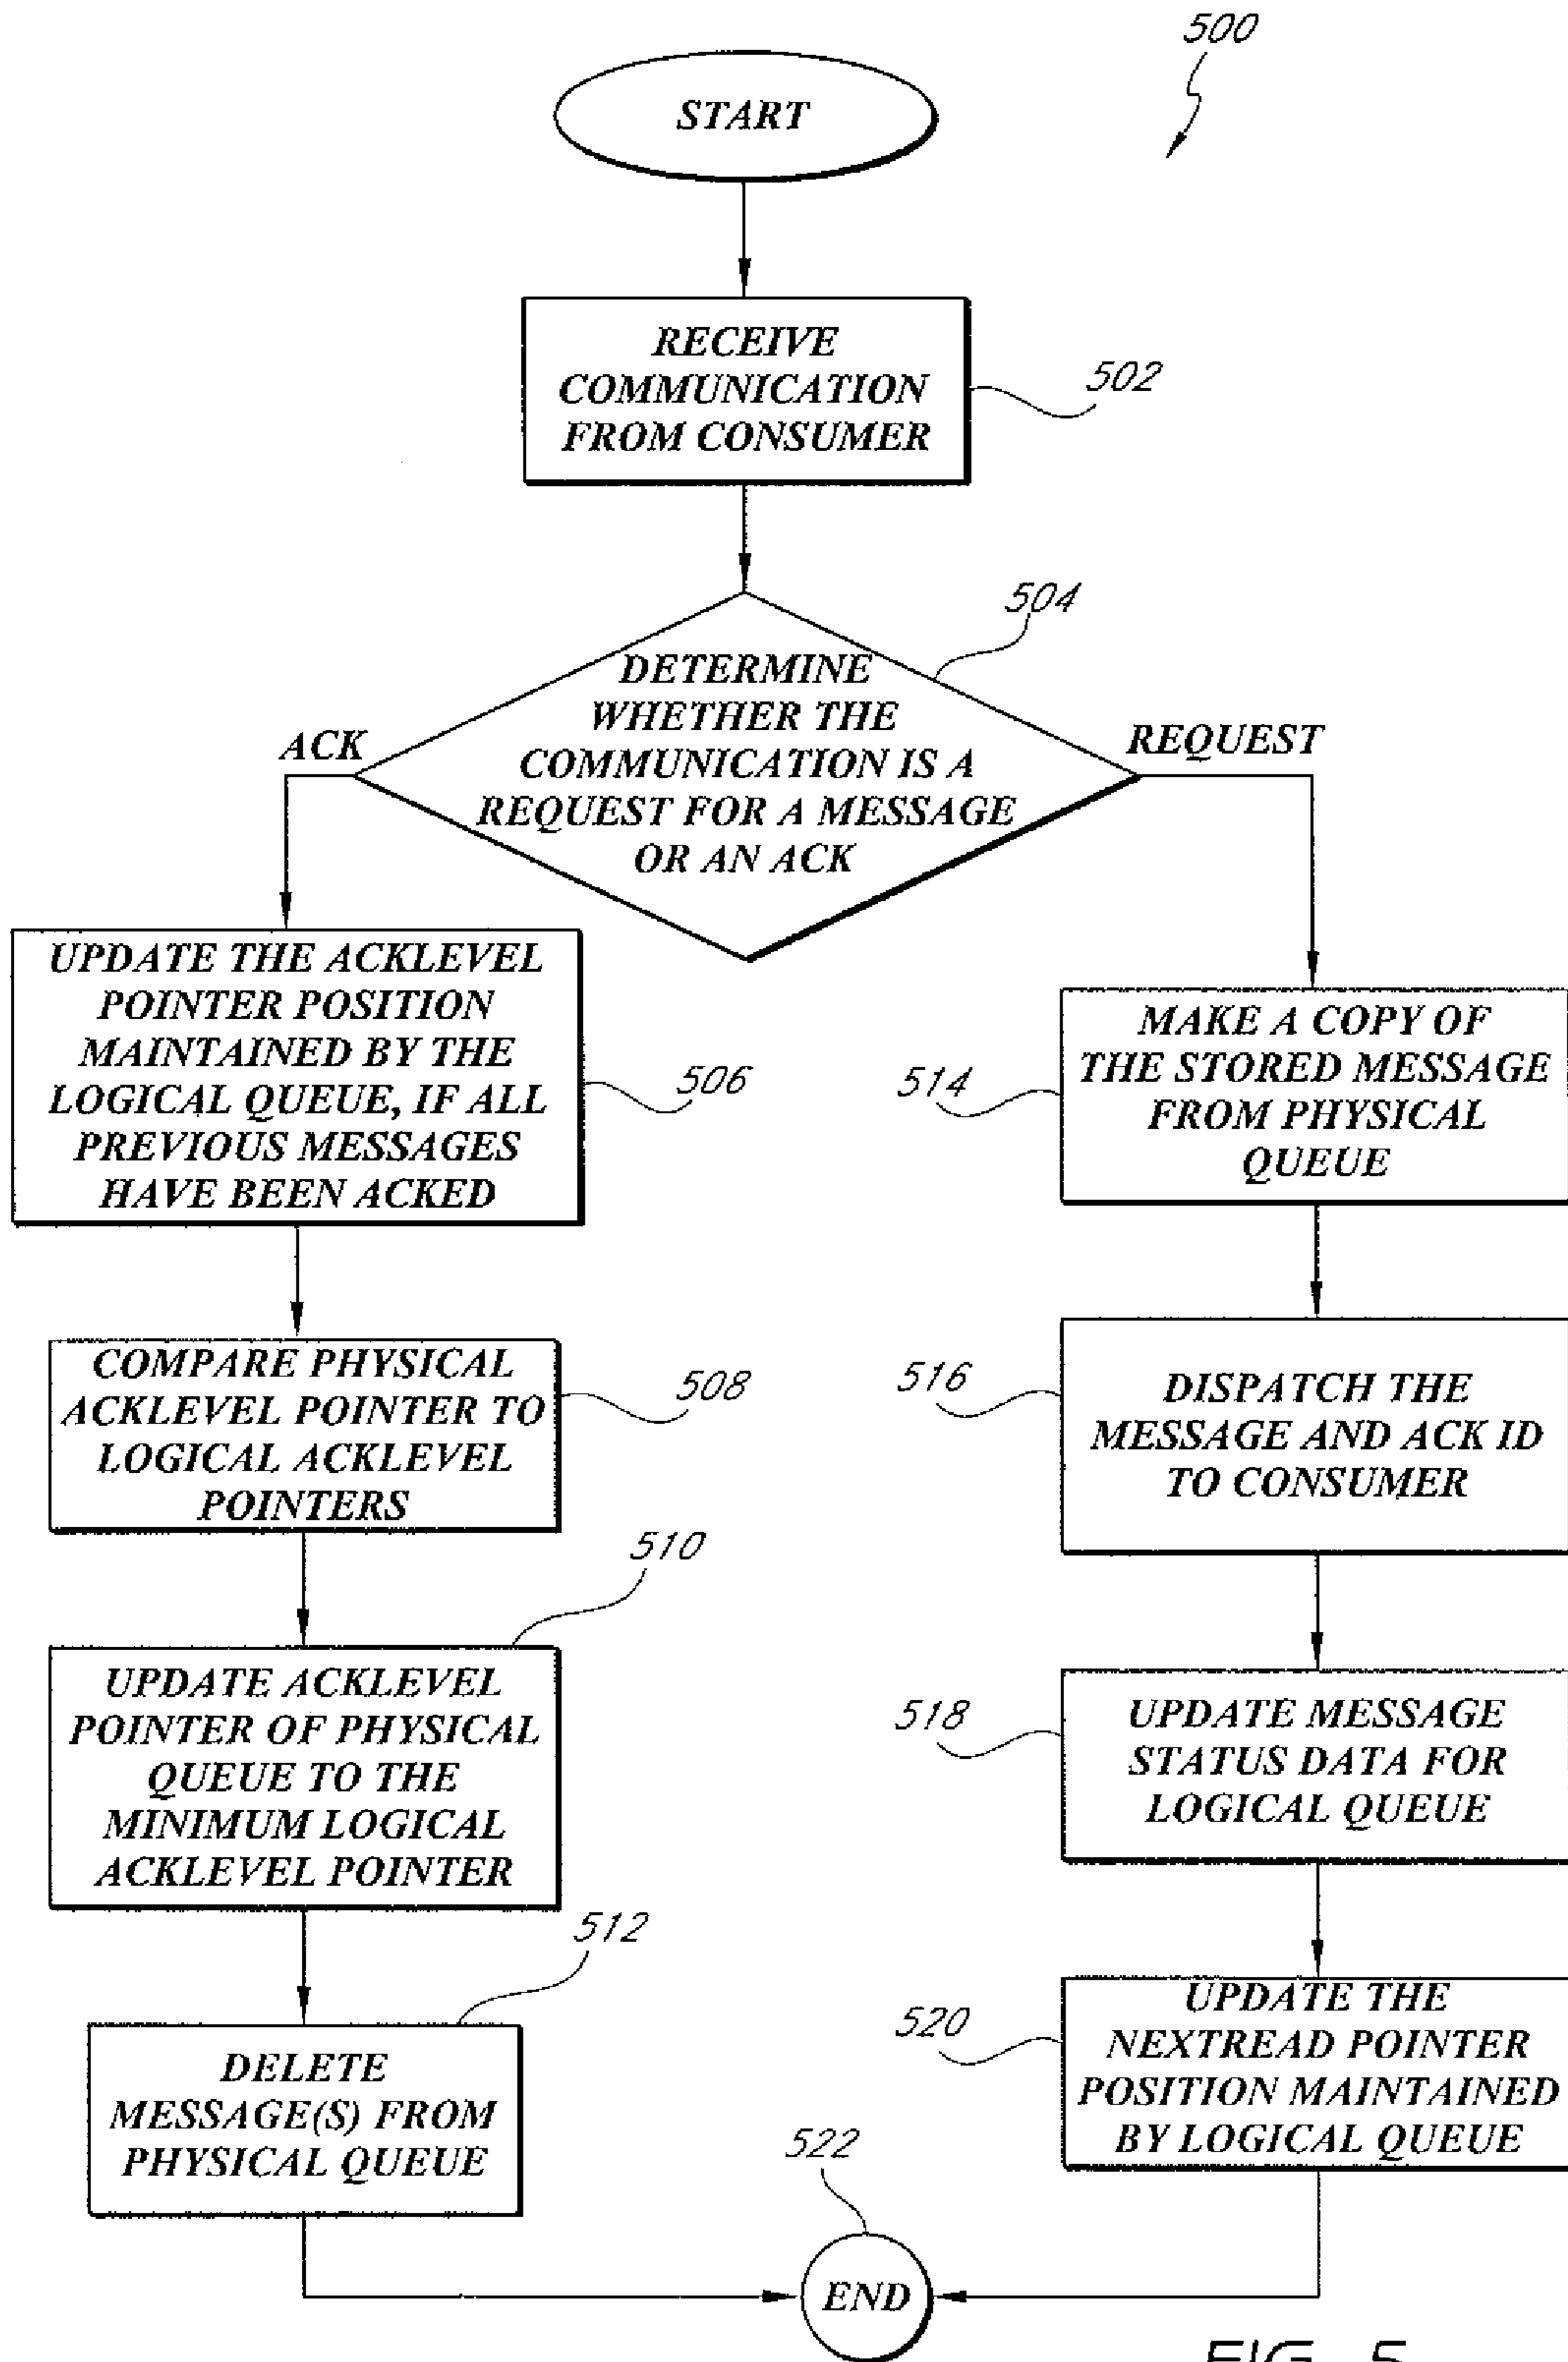 500
START
RECEIVE
COMMUNICATION
FROM CONSUMER
502
504
DETERMINE
WHETHER THE
COMMUNICATION IS A
REQUEST FOR A MESSAGE
OR AN ACK
ACK
REQUEST
UPDATE THE ACKLEVEL
POINTER POSITION
MAINTAINED BY THE
LOGICAL QUEUE, IF ALL
PREVIOUS MESSAGES
HAVE BEEN ACKED
506
COMPARE PHYSICAL
ACKLEVEL POINTER TO
LOGICAL ACKLEVEL
POINTERS
508
510
UPDATE ACKLEVEL
POINTER OF PHYSICAL
QUEUE TO THE
MINIMUM LOGICAL
ACKLEVEL POINTER
512
DELETE
MESSAGE(S) FROM
PHYSICAL QUEUE
514
MAKE A COPY OF
THE STORED MESSAGE
FROM PHYSICAL
QUEUE
516
DISPATCH THE
MESSAGE AND ACK ID
TO CONSUMER
518
UPDATE MESSAGE
STATUS DATA FOR
LOGICAL QUEUE
520
UPDATE THE
NEXTREAD POINTER
POSITION MAINTAINED
BY LOGICAL QUEUE
522
END
FIG. 5